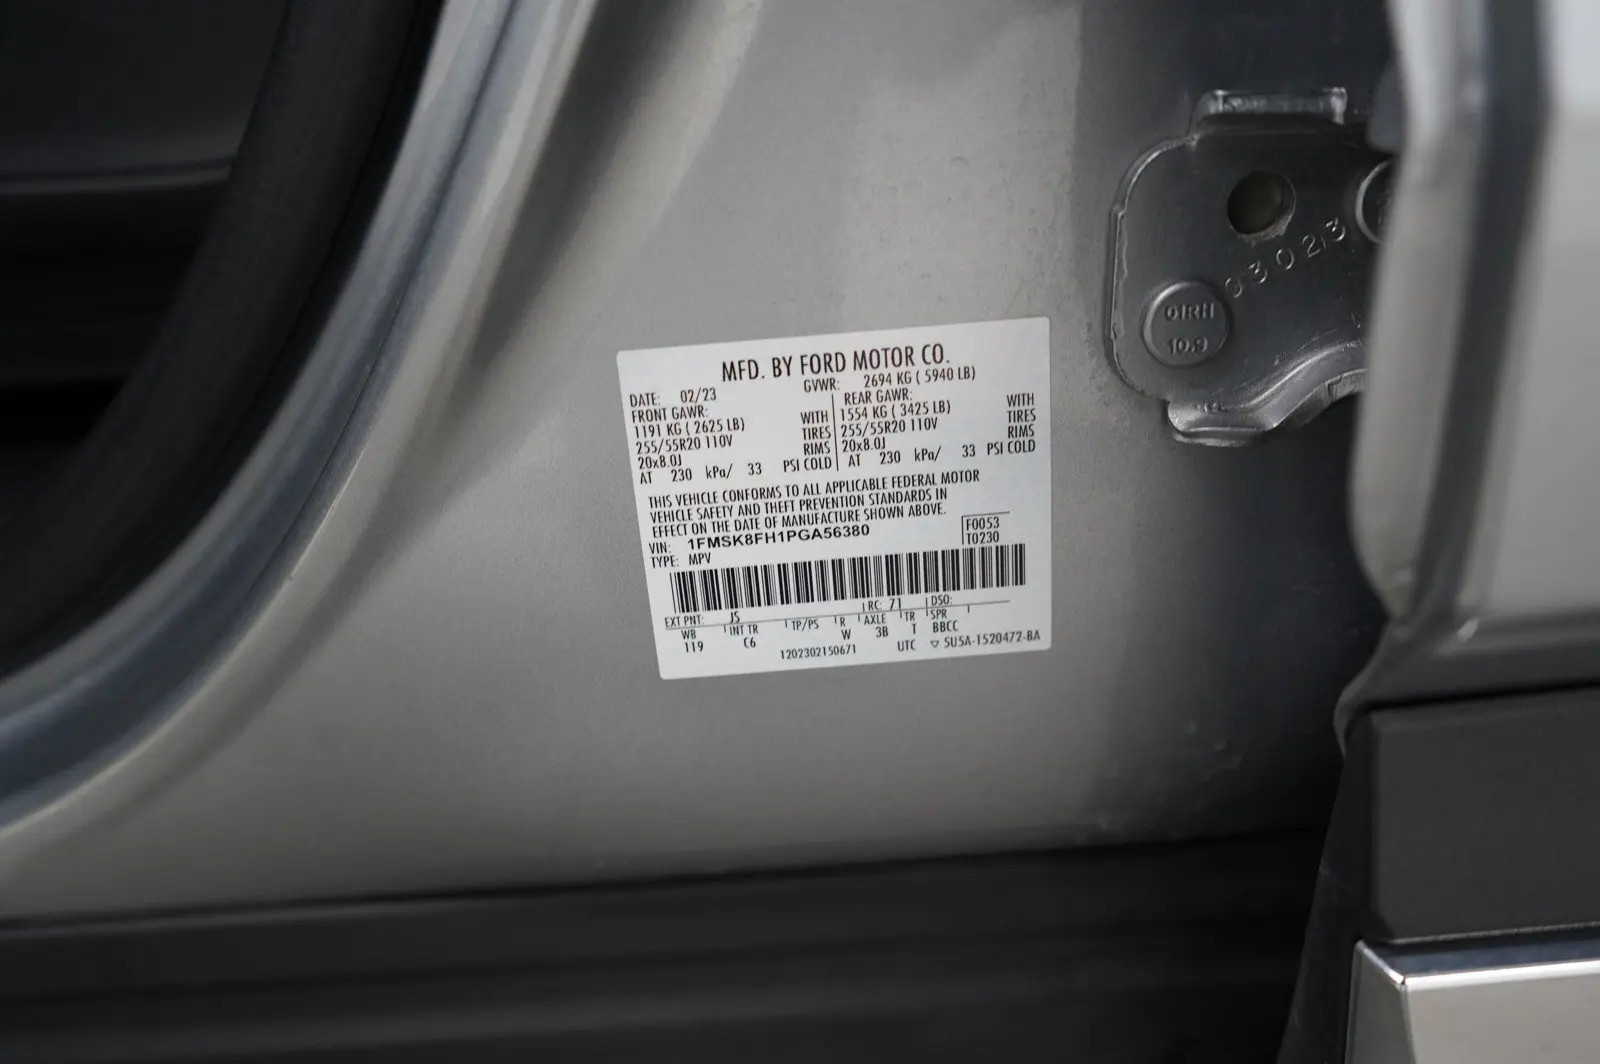 MFD. BY FORD MOTOR CO.
DATE: 02/23 GVWR: 2694 KG ( 5940 LB)
FRONT GAWR: REAR GAWR:
1191 KG ( 2625 LB) WITH 1554 KG ( 3425 LB) WITH
255/55R20 110V TIRES 255/55R20 110V TIRES
20x8.0J RIMS 20x8.0J RIMS
AT 230 kPa/ 33 PSI COLD AT 230 kPa/ 33 PSI COLD
THIS VEHICLE CONFORMS TO ALL APPLICABLE FEDERAL MOTOR
VEHICLE SAFETY AND THEFT PREVENTION STANDARDS IN
EFFECT ON THE DATE OF MANUFACTURE SHOWN ABOVE.
VIN: 1FMSK8FH1PGA56380 F0053
TYPE: MPV T0230
EXT PNT: JS RC: 71 DSO:
WB INT TR TP/PS R AXLE TR SPR
119 C6 W 3B T BBCC
1202302150671 UTC ▽ 5U5A-1520472-BA
03023
01RH
10.9